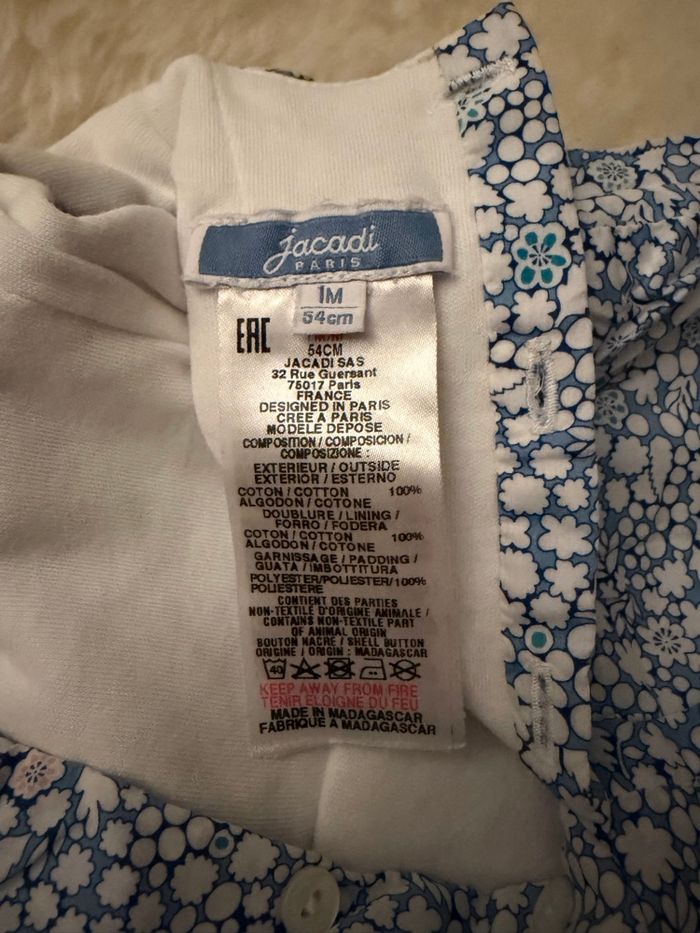 jacadi
PARIS
1M
54cm
EAC
54CM
JACADI SAS
32 Rue Guersant
75017 Paris
FRANCE
DESIGNED IN PARIS
CREE A PARIS
MODELE DEPOSE
COMPOSITION / COMPOSICION /
COMPOSIZIONE :
EXTERIEUR / OUTSIDE
EXTERIOR / ESTERNO
COTON / COTTON 100%
ALGODON / COTONE
DOUBLURE / LINING /
FORRO / FODERA
COTON / COTTON 100%
ALGODON / COTONE
GARNISSAGE / PADDING /
GUATA / IMBOTTITURA
POLYESTER/POLIESTER/100%
POLIESTERE
CONTIENT DES PARTIES
NON-TEXTILE D'ORIGINE ANIMALE /
CONTAINS NON-TEXTILE PART
OF ANIMAL ORIGIN
BOUTON NACRE / SHELL BUTTON
ORIGINE / ORIGIN : MADAGASCAR
40
KEEP AWAY FROM FIRE
TENIR ELOIGNE DU FEU
MADE IN MADAGASCAR
FABRIQUE A MADAGASCAR